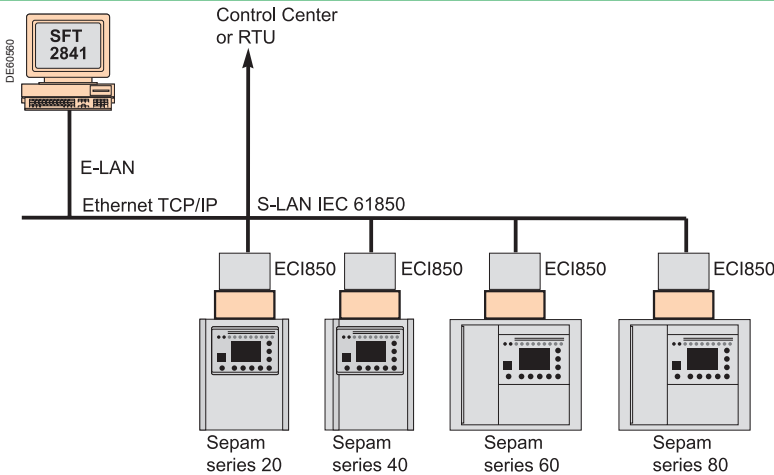 Control Center
or RTU
SFT
2841
DE60560
E-LAN
Ethernet TCP/IP
S-LAN IEC 61850
ECI850
ECI850
ECI850
ECI850
Sepam
series 20
Sepam
series 40
Sepam
series 60
Sepam
series 80